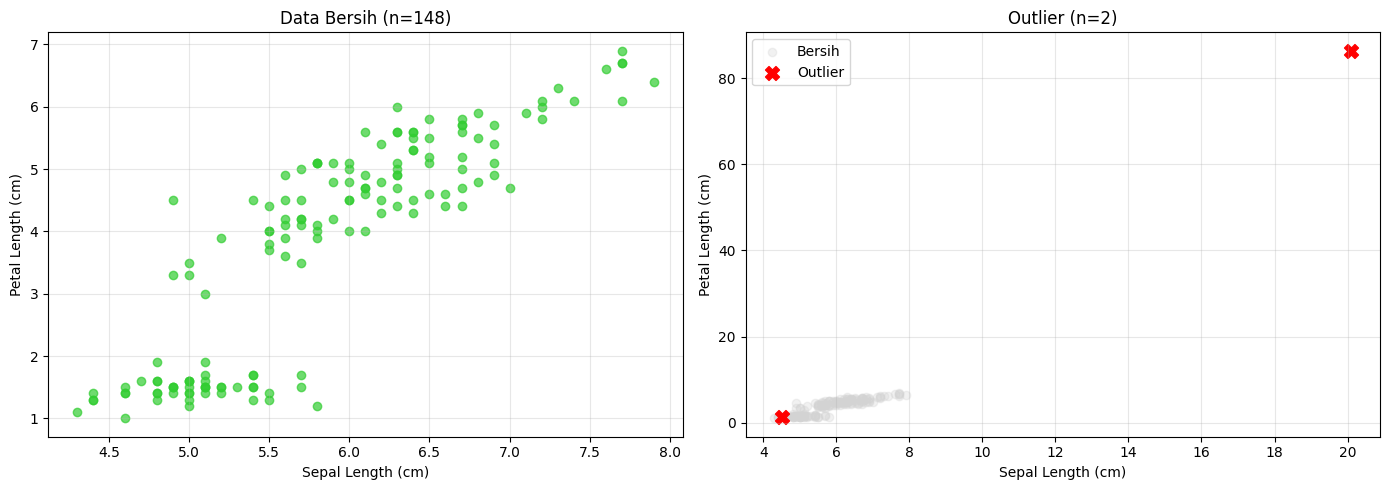 Data Bersih (n=148)
Petal Length (cm)
7
6
5
4
3
2
1
4.5 5.0 5.5 6.0 6.5 7.0 7.5 8.0
Sepal Length (cm)
Outlier (n=2)
Bersih
Outlier
Petal Length (cm)
80
60
40
20
0
4 6 8 10 12 14 16 18 20
Sepal Length (cm)